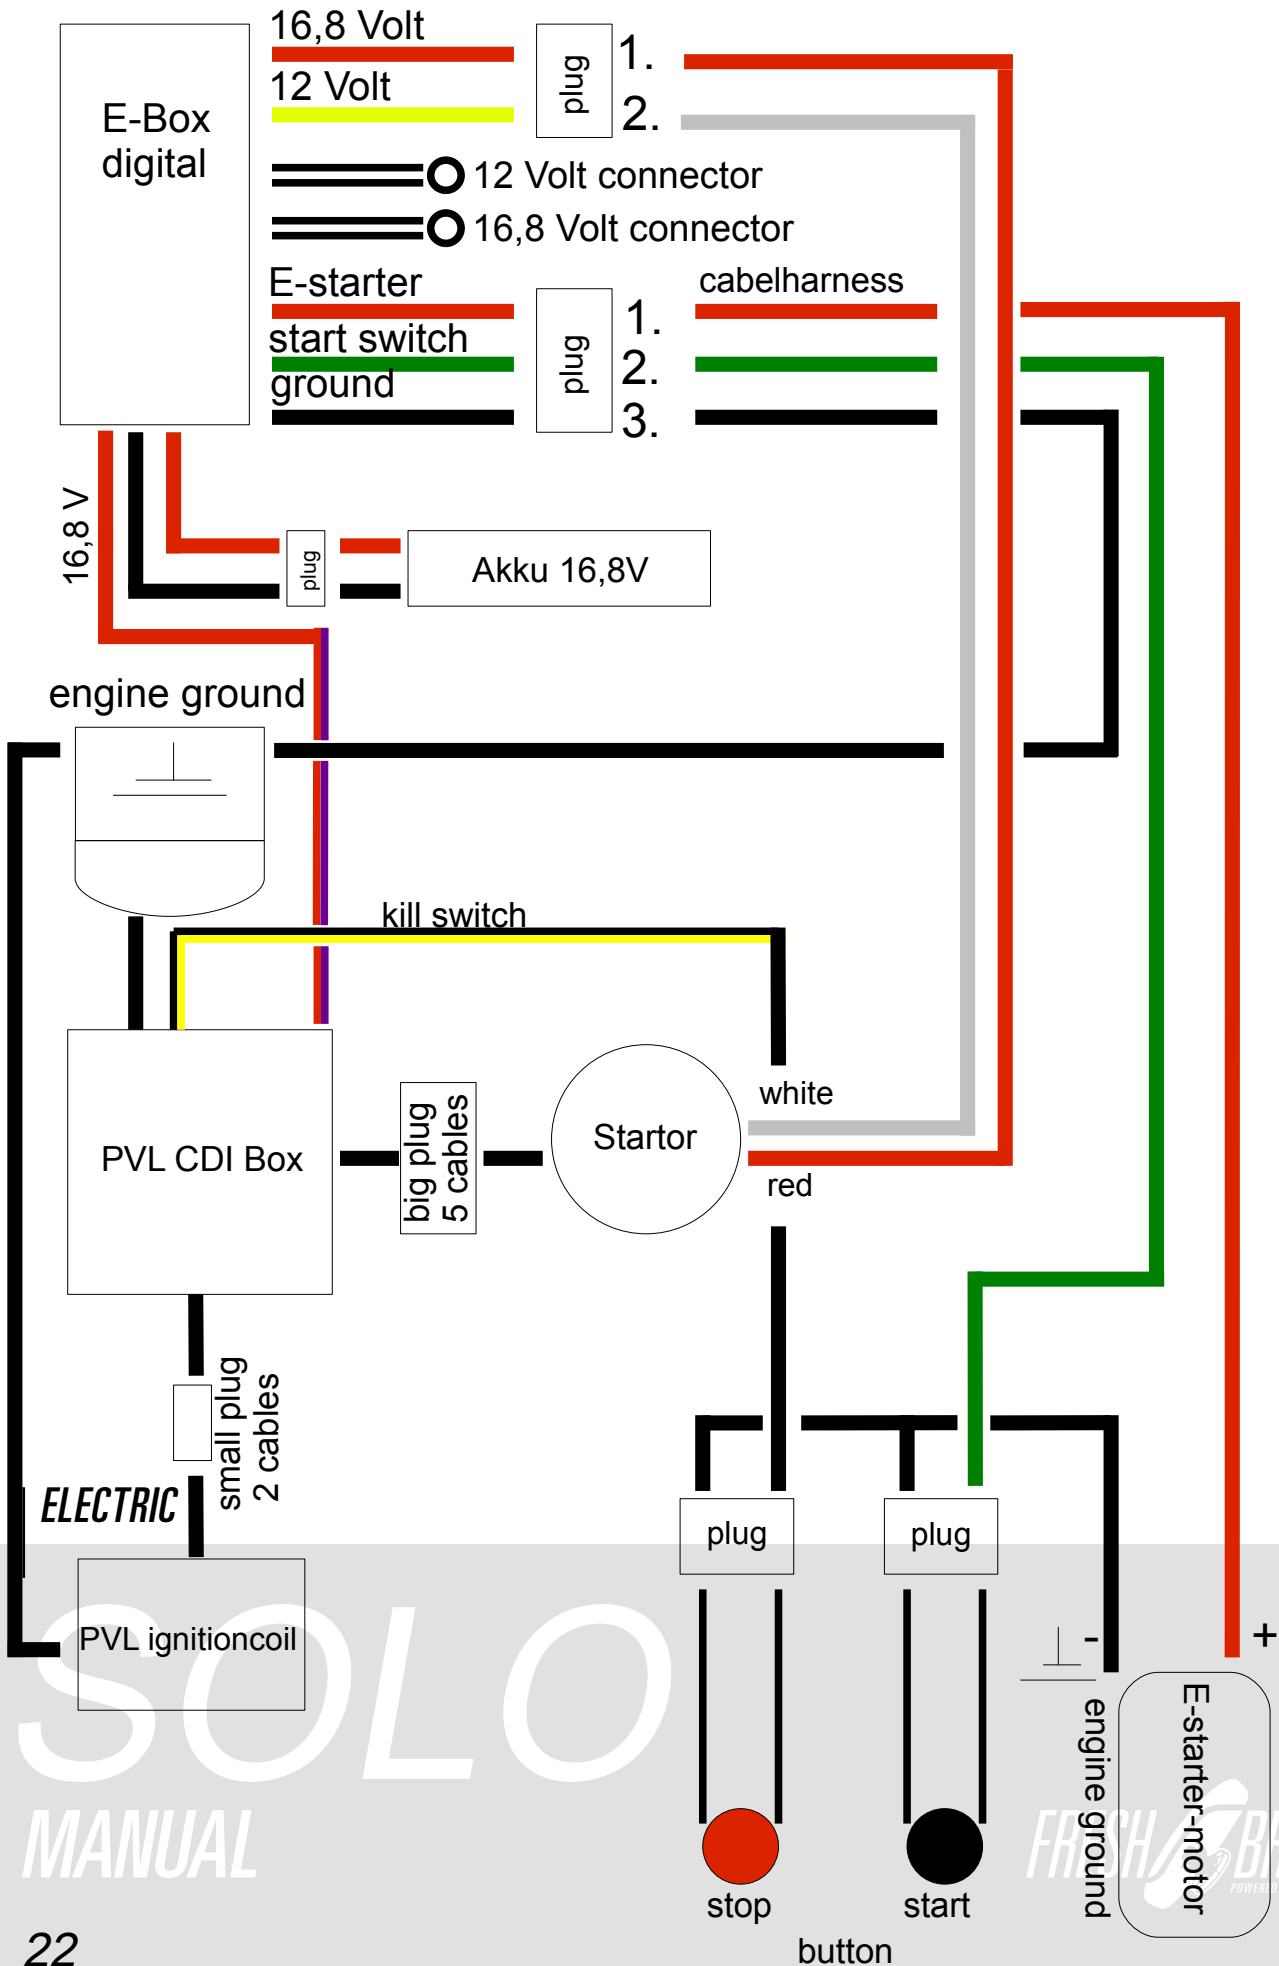 16,8 Volt
12 Volt
E-Box
digital
plug
1.
2.
12 Volt connector
16,8 Volt connector
E-starter
start switch
ground
plug
1.
2.
3.
cabelharness
16,8 V
plug
Akku 16,8V
engine ground
kill switch
white
Startor
red
PVL CDI Box
big plug
5 cables
small plug
2 cables
ELECTRIC
plug
plug
PVL ignitioncoil
SOLO
MANUAL
-
+
engine ground
E-starter-motor
FRESH
stop
start
button
22